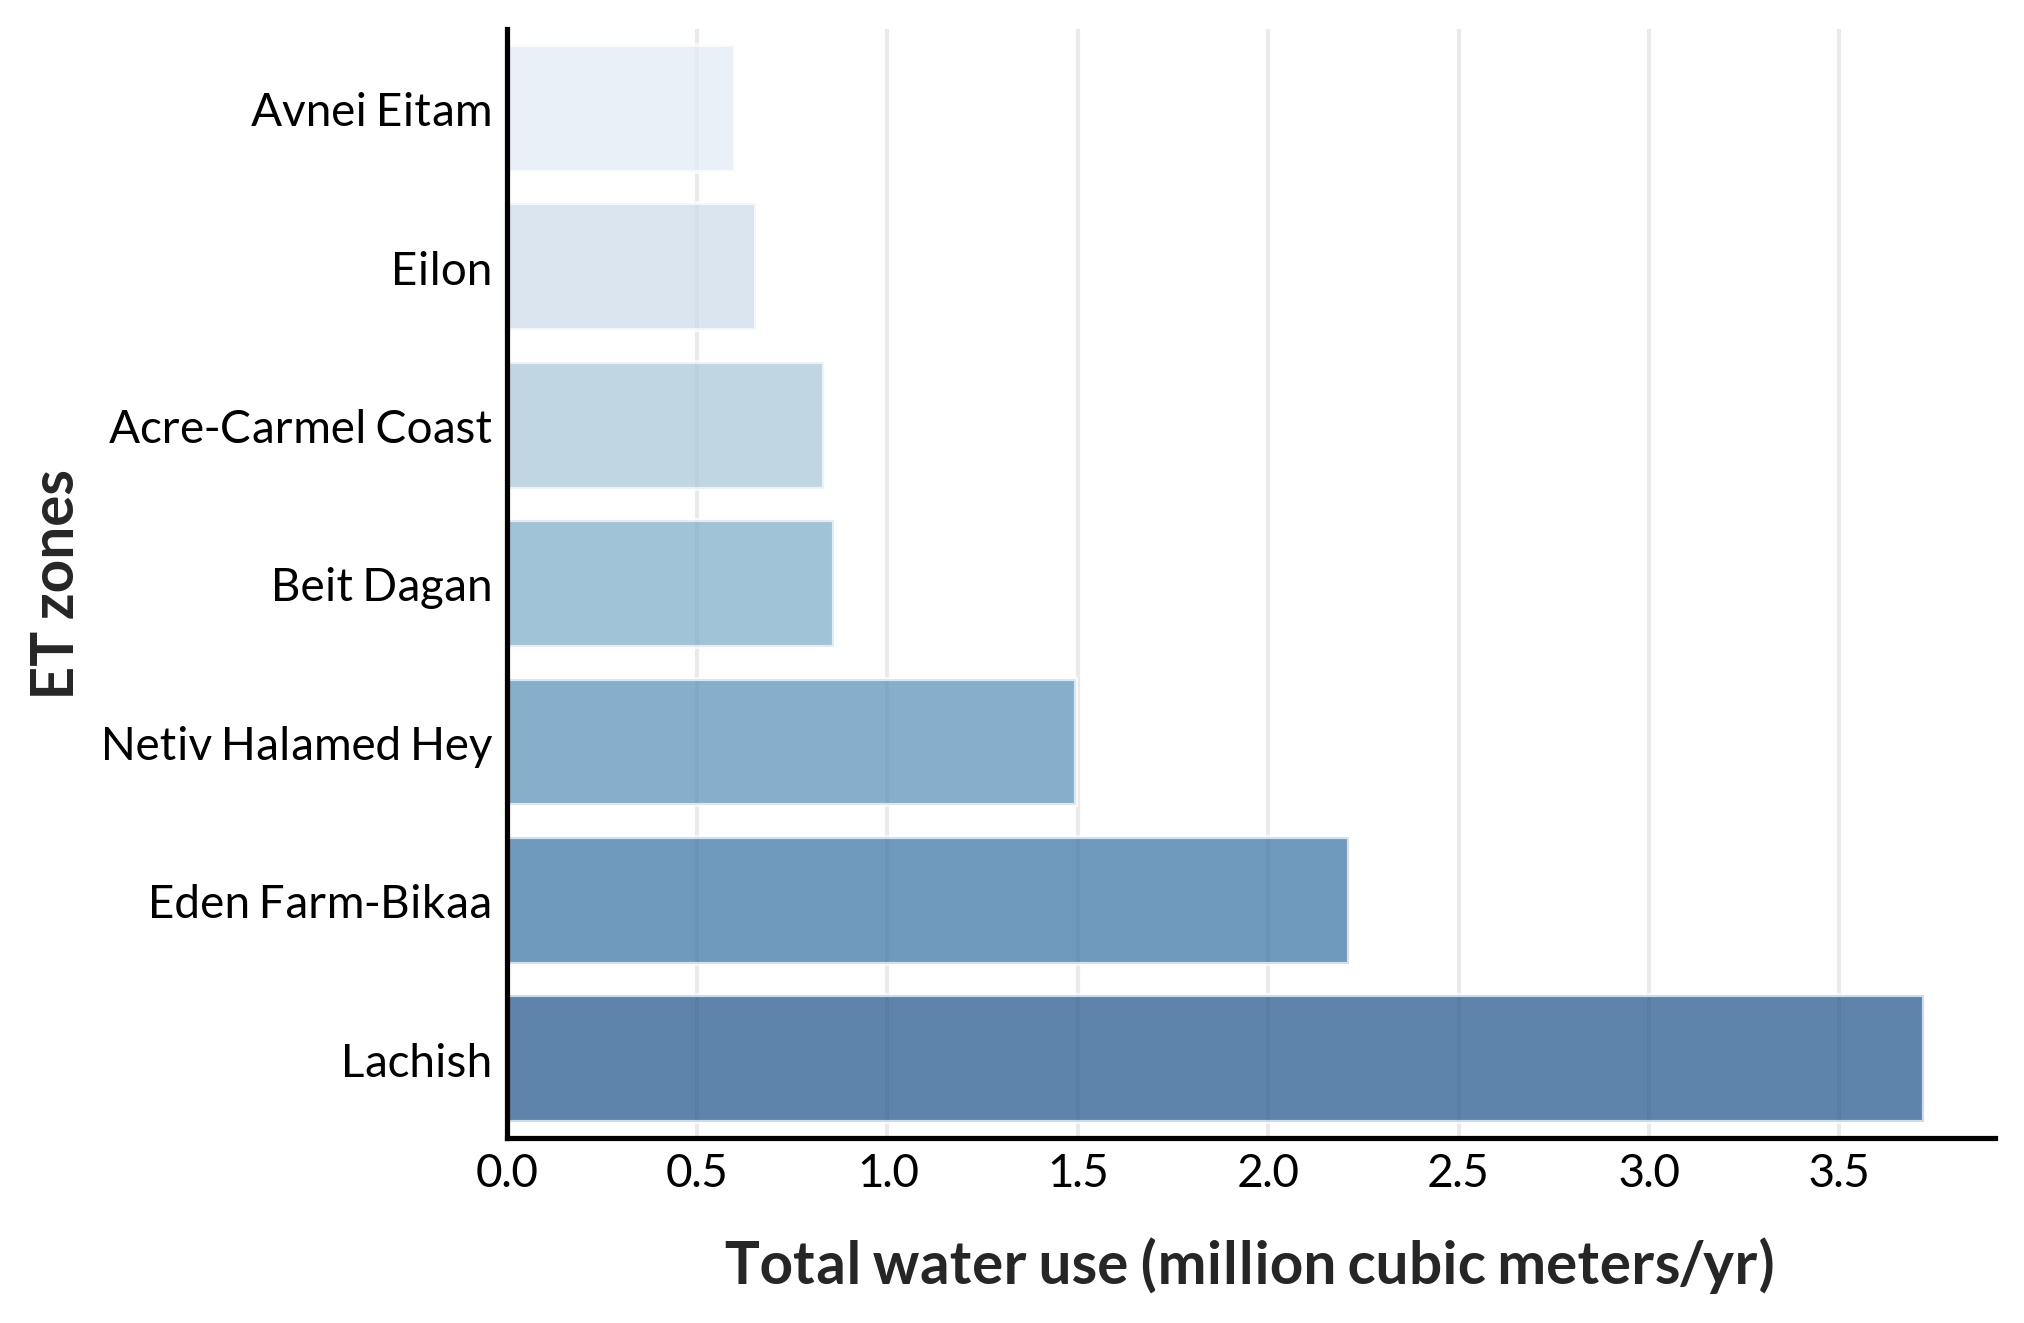 Avnei Eitam
Eilon
Acre-Carmel Coast
Beit Dagan
Netiv Halamed Hey
Eden Farm-Bikaa
Lachish
ET zones
0.0 0.5 1.0 1.5 2.0 2.5 3.0 3.5
Total water use (million cubic meters/yr)